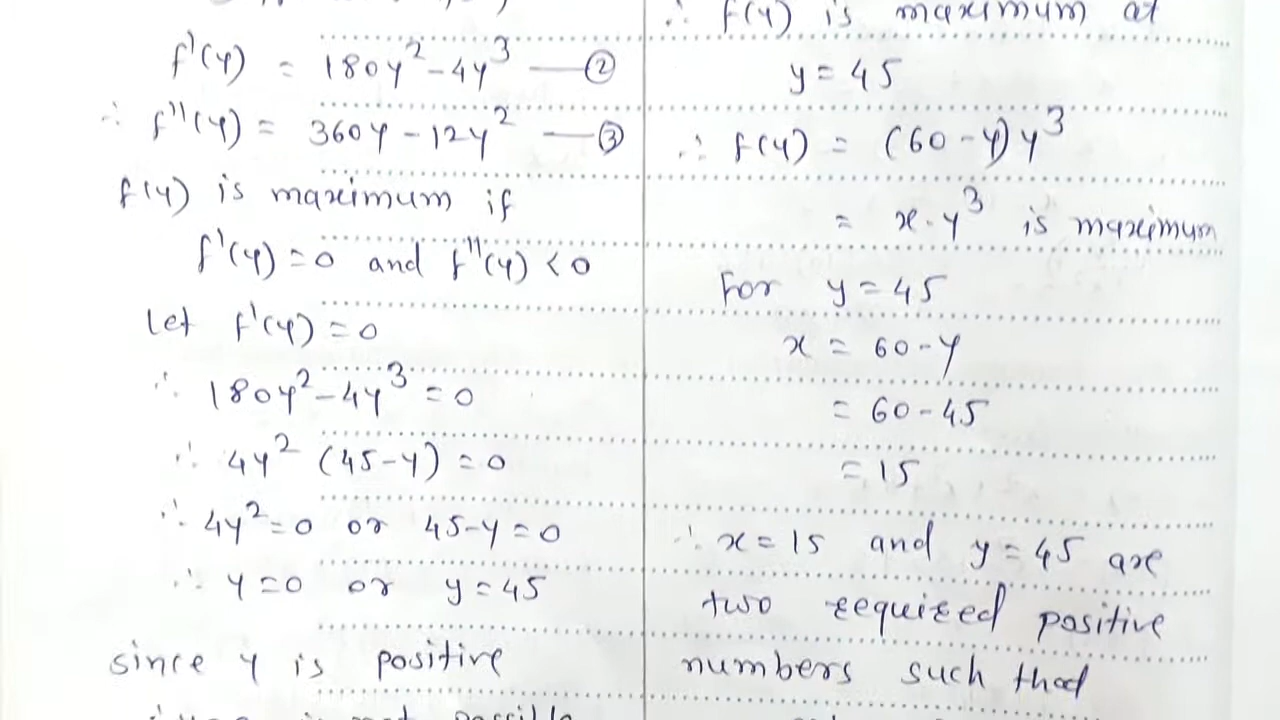 f'(y) = 180y² - 4y³ — ②
∴ f''(y) = 360y - 12y² — ③
f(y) is maximum if
f'(y) = 0 and f''(y) < 0
Let f'(y) = 0
∴ 180y² - 4y³ = 0
∴ 4y² (45-y) = 0
∴ 4y² = 0 or 45-y = 0
∴ y = 0 or y = 45
since y is positive
∴ f(y) is maximum at
y = 45
∴ f(y) = (60-y) y³
= x · y³ is maximum
For y = 45
x = 60-y
= 60-45
= 15
∴ x = 15 and y = 45 are
two required positive
numbers such that